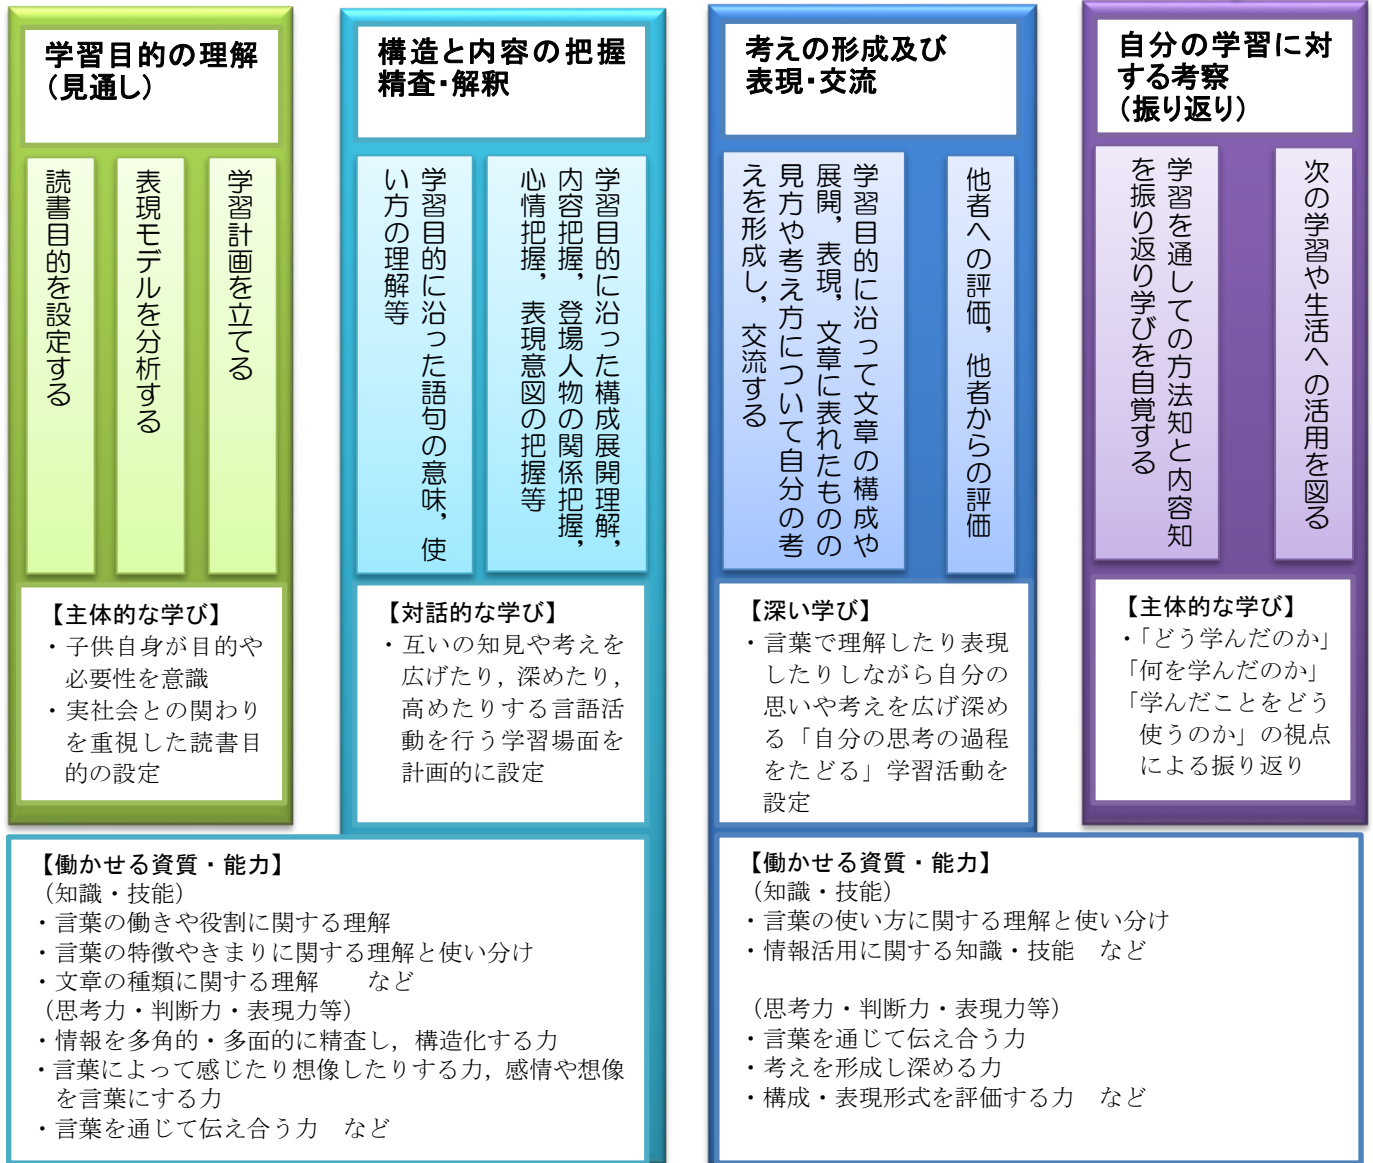 学習目的の理解
（見通し）
読書目的を設定する
表現モデルを分析する
学習計画を立てる
【主体的な学び】
・子供自身が目的や
必要性を意識
・実社会との関わり
を重視した読書目
的の設定
構造と内容の把握
精査・解釈
学習目的に沿った語句の意味，使
い方の理解等
学習目的に沿った構成展開理解，
内容把握，登場人物の関係把握，
心情把握，表現意図の把握等
【対話的な学び】
・互いの知見や考えを
広げたり，深めたり，
高めたりする言語活
動を行う学習場面を
計画的に設定
考えの形成及び
表現・交流
学習目的に沿って文章の構成や
展開，表現，文章に表れたものの
見方や考え方について自分の考
えを形成し，交流する
他者への評価，他者からの評価
【深い学び】
・言葉で理解したり表現
したりしながら自分の
思いや考えを広げ深め
る「自分の思考の過程
をたどる」学習活動を
設定
自分の学習に対
する考察
（振り返り）
学習を通しての方法知と内容知
を振り返り学びを自覚する
次の学習や生活への活用を図る
【主体的な学び】
・「どう学んだのか」
「何を学んだのか」
「学んだことをどう
使うのか」の視点
による振り返り
【働かせる資質・能力】
（知識・技能）
・言葉の働きや役割に関する理解
・言葉の特徴やきまりに関する理解と使い分け
・文章の種類に関する理解　　など
（思考力・判断力・表現力等）
・情報を多角的・多面的に精査し，構造化する力
・言葉によって感じたり想像したりする力，感情や想像
を言葉にする力
・言葉を通じて伝え合う力　など
【働かせる資質・能力】
（知識・技能）
・言葉の使い方に関する理解と使い分け
・情報活用に関する知識・技能　など
（思考力・判断力・表現力等）
・言葉を通じて伝え合う力
・考えを形成し深める力
・構成・表現形式を評価する力　など